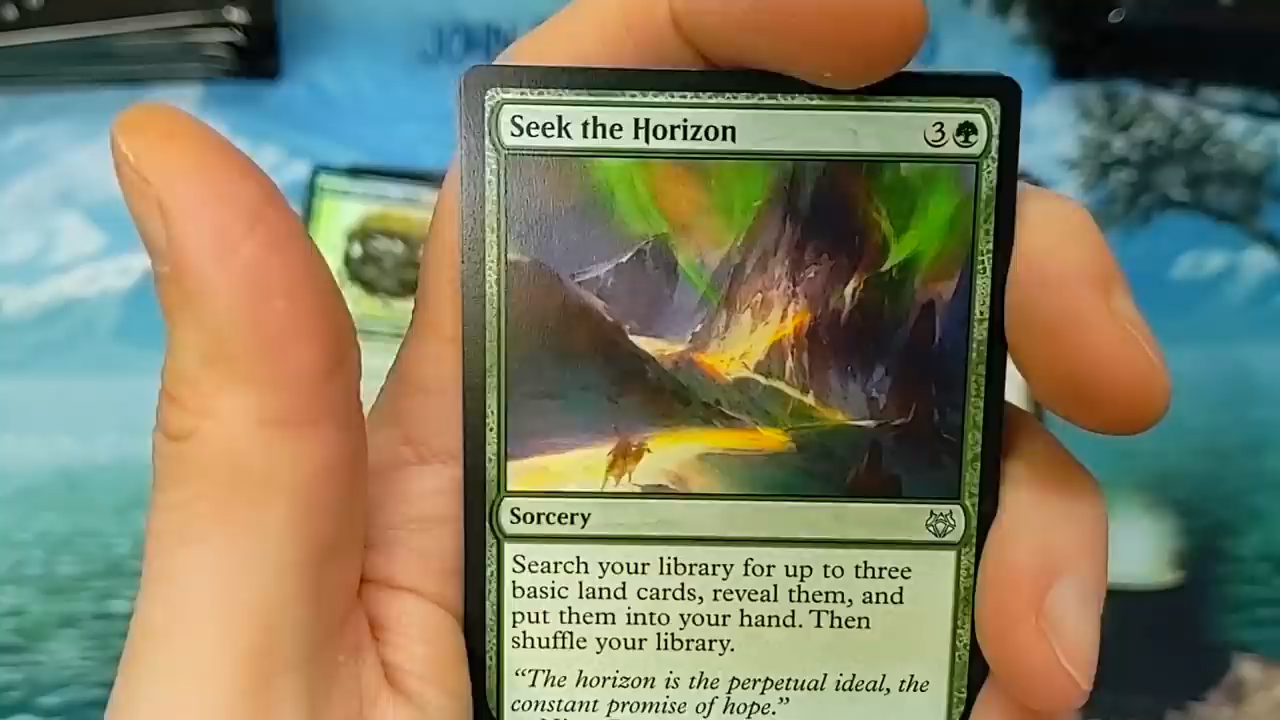 JOHN
Seek the Horizon
3
Sorcery
Search your library for up to three
basic land cards, reveal them, and
put them into your hand. Then
shuffle your library.
“The horizon is the perpetual ideal, the
constant promise of hope.”